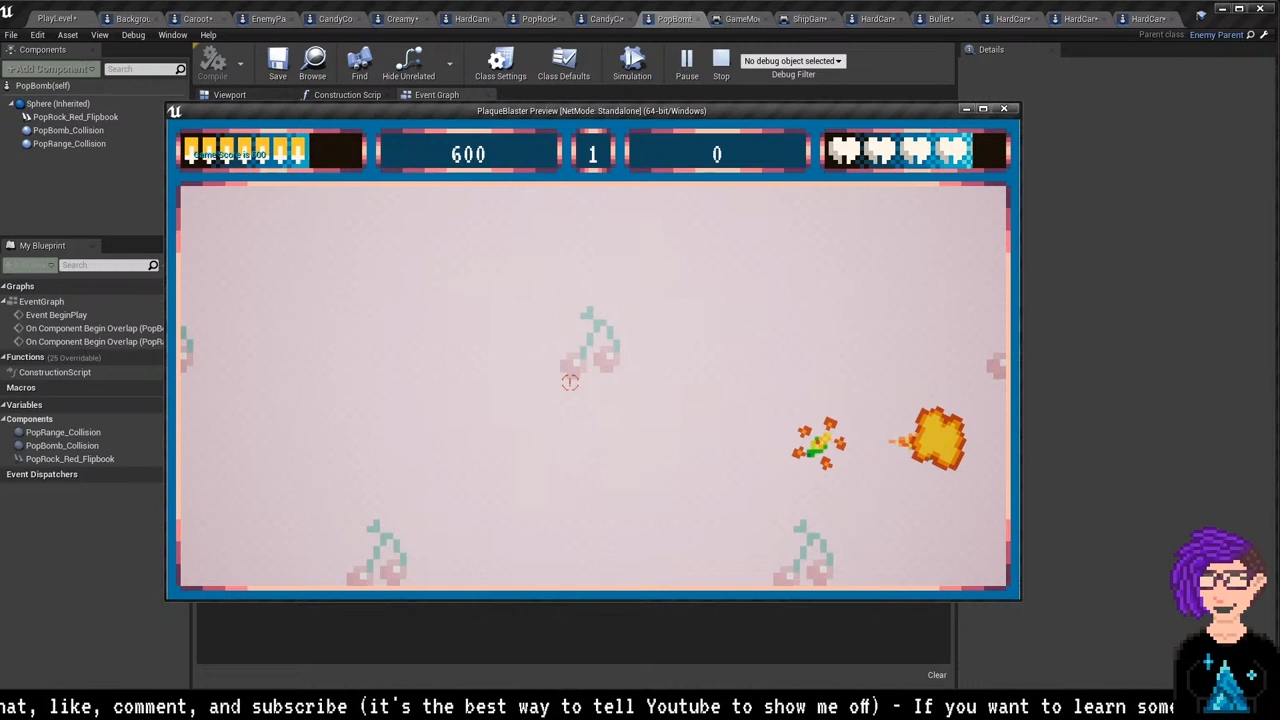 PlayLevel•
Backgrou
Caroot•
EnemyPa
CandyCo
Creamy•
HardCan
PopRock•
CandyC•
PopBomb
GameMo
ShipGam•
HardCar•
Bullet•
HardCar•
HardCar•
HardCar•
File
Edit
Asset
View
Debug
Window
Help
Parent class: Enemy Parent
Components
+Add Component
Search
PopBomb(self)
Sphere (Inherited)
PopRock_Red_Flipbook
PopBomb_Collision
PopRange_Collision
Compile
Save
Browse
Find
Hide Unrelated
Class Settings
Class Defaults
Simulation
Pause
Stop
No debug object selected
Debug Filter
Details
Viewport
Construction Scrip
Event Graph
PlaqueBlaster Preview [NetMode: Standalone] (64-bit/Windows)
Game Score is 600
600
1
0
My Blueprint
Search
Graphs
EventGraph
Event BeginPlay
On Component Begin Overlap (PopB
On Component Begin Overlap (PopR
Functions (25 Overridable)
ConstructionScript
Macros
Variables
Components
PopRange_Collision
PopBomb_Collision
PopRock_Red_Flipbook
Event Dispatchers
Clear
hat, like, comment, and subscribe (it's the best way to tell Youtube to show me off) - If you want to learn som